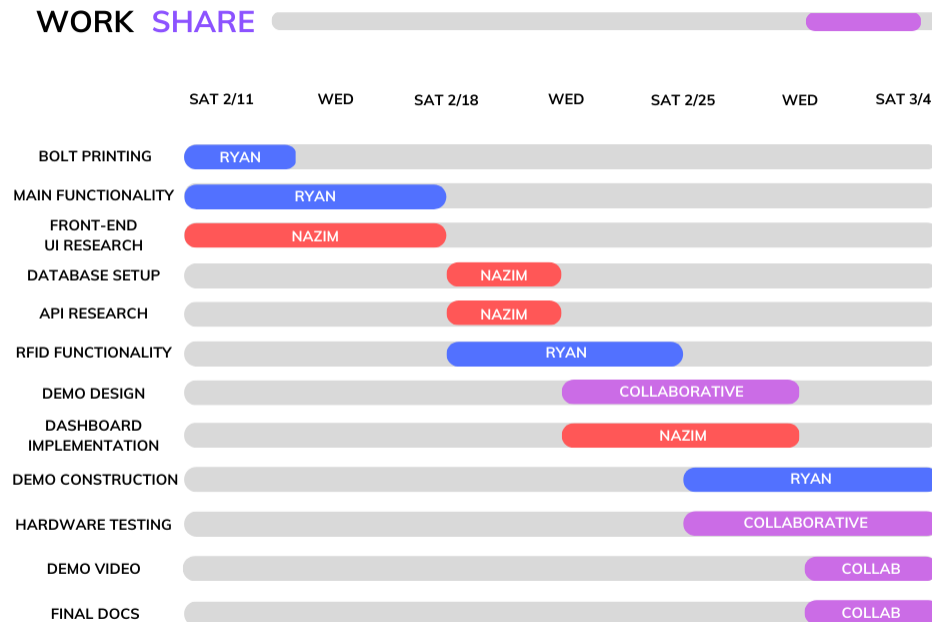 WORK SHARE
SAT 2/11 WED SAT 2/18 WED SAT 2/25 WED SAT 3/4
BOLT PRINTING RYAN
MAIN FUNCTIONALITY RYAN
FRONT-END
UI RESEARCH NAZIM
DATABASE SETUP NAZIM
API RESEARCH NAZIM
RFID FUNCTIONALITY RYAN
DEMO DESIGN COLLABORATIVE
DASHBOARD
IMPLEMENTATION NAZIM
DEMO CONSTRUCTION RYAN
HARDWARE TESTING COLLABORATIVE
DEMO VIDEO COLLAB
FINAL DOCS COLLAB